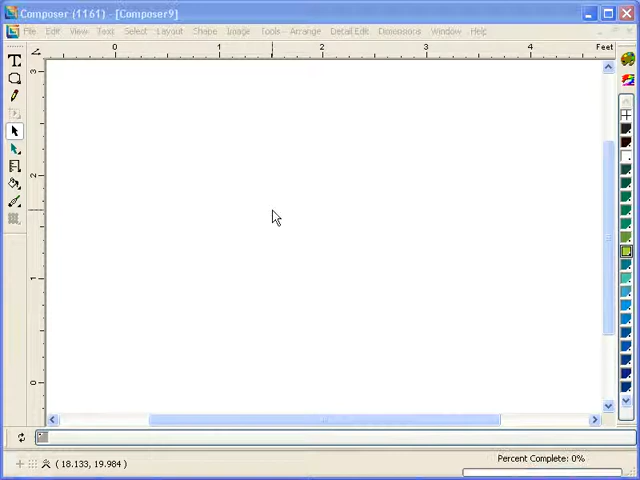 Composer (1161) - [Composer9]
File Edit View Text Select Layout Shape Image Tools Arrange Detail Edit Dimensions Window Help
0 1 2 3 4 Feet
3
2
1
0
( 18.133, 19.984 )
Percent Complete: 0%